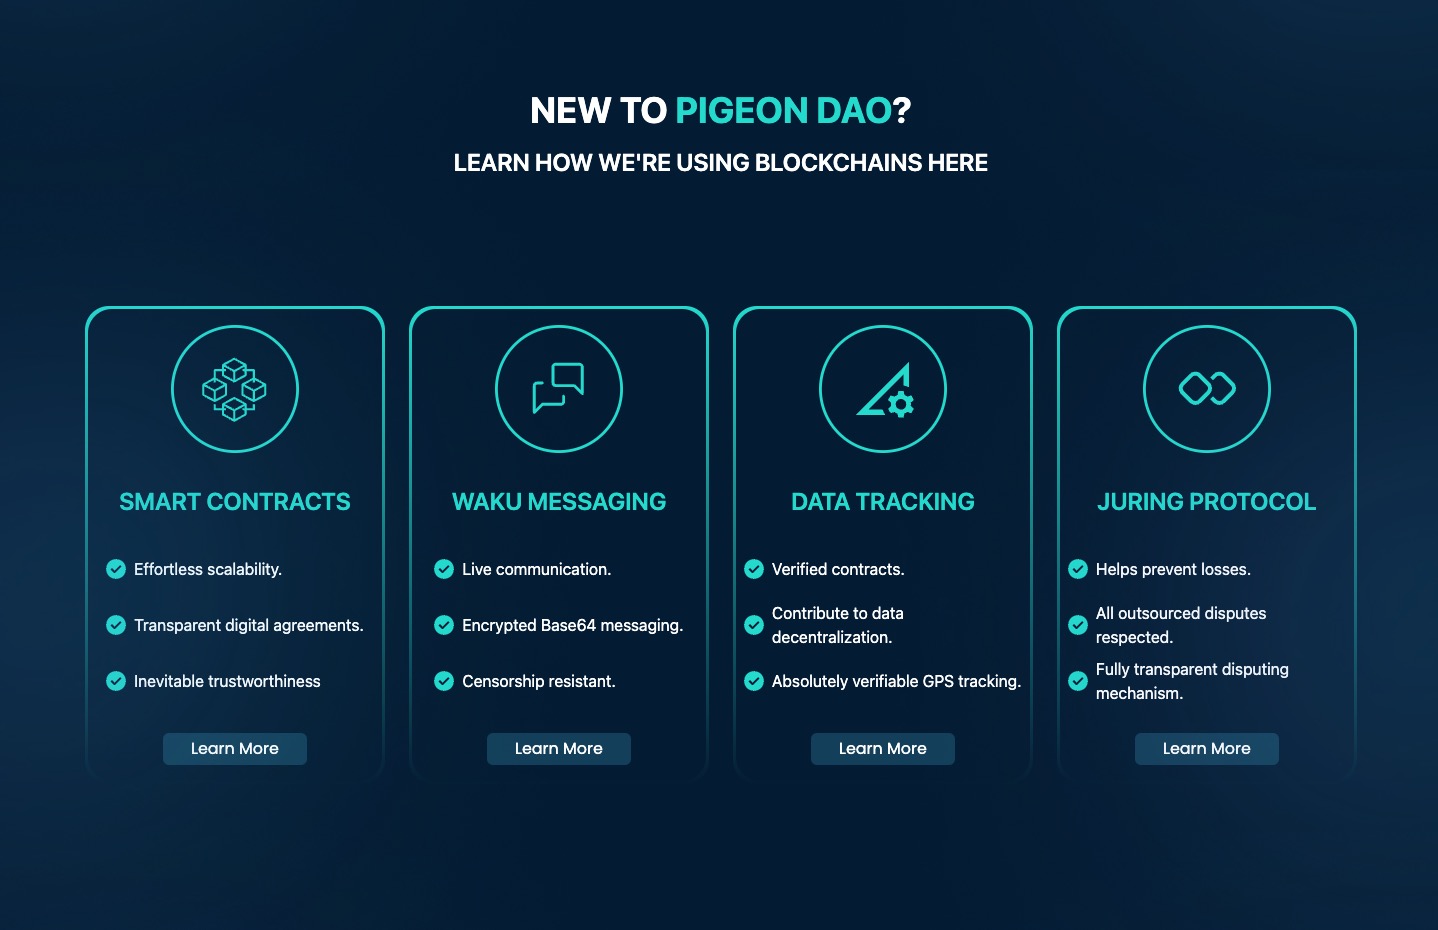 NEW TO PIGEON DAO?
LEARN HOW WE'RE USING BLOCKCHAINS HERE
SMART CONTRACTS
Effortless scalability.
Transparent digital agreements.
Inevitable trustworthiness
Learn More
WAKU MESSAGING
Live communication.
Encrypted Base64 messaging.
Censorship resistant.
Learn More
DATA TRACKING
Verified contracts.
Contribute to data
decentralization.
Absolutely verifiable GPS tracking.
Learn More
JURING PROTOCOL
Helps prevent losses.
All outsourced disputes
respected.
Fully transparent disputing
mechanism.
Learn More